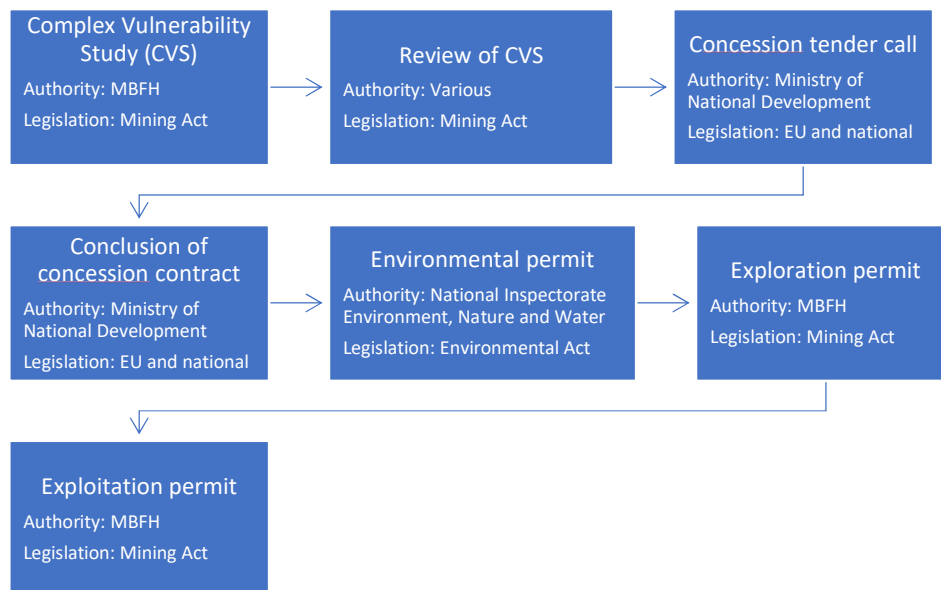 Complex Vulnerability
Study (CVS)
Authority: MBFH
Legislation: Mining Act
Review of CVS
Authority: Various
Legislation: Mining Act
Concession tender call
Authority: Ministry of
National Development
Legislation: EU and national
Conclusion of
concession contract
Authority: Ministry of
National Development
Legislation: EU and national
Environmental permit
Authority: National Inspectorate
Environment, Nature and Water
Legislation: Environmental Act
Exploration permit
Authority: MBFH
Legislation: Mining Act
Exploitation permit
Authority: MBFH
Legislation: Mining Act